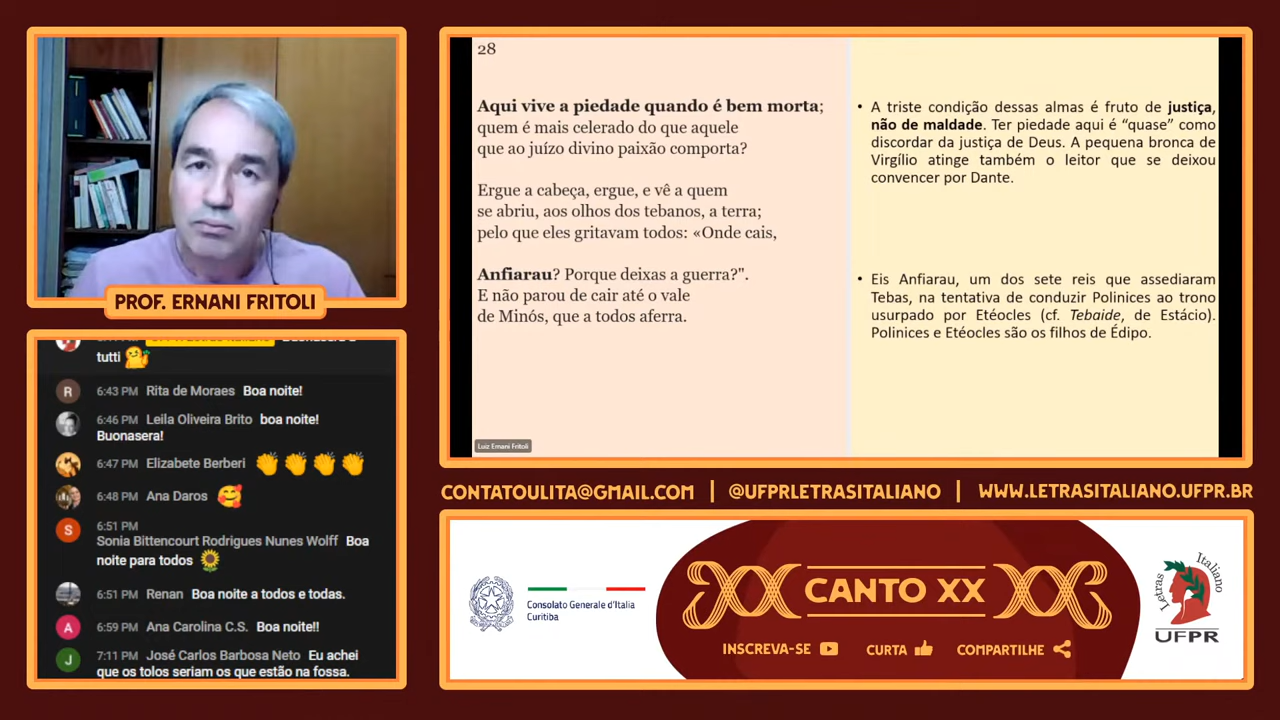 PROF. ERNANI FRITOLI
tutti
6:43 PM Rita de Moraes Boa noite!
6:46 PM Leila Oliveira Brito boa noite!
Buonasera!
6:47 PM Elizabete Berberi
6:48 PM Ana Daros
6:51 PM
Sonia Bittencourt Rodrigues Nunes Wolff Boa
noite para todos
6:51 PM Renan Boa noite a todos e todas.
6:59 PM Ana Carolina C.S. Boa noite!!
7:11 PM José Carlos Barbosa Neto Eu achei
que os tolos seriam os que estão na fossa.
28
Aqui vive a piedade quando é bem morta;
quem é mais celerado do que aquele
que ao juízo divino paixão comporta?
Ergue a cabeça, ergue, e vê a quem
se abriu, aos olhos dos tebanos, a terra;
pelo que eles gritavam todos: «Onde cais,
Anfiarau? Porque deixas a guerra?".
E não parou de cair até o vale
de Minós, que a todos aferra.
Luiz Ernani Fritoli
• A triste condição dessas almas é fruto de justiça,
não de maldade. Ter piedade aqui é “quase” como
discordar da justiça de Deus. A pequena bronca de
Virgílio atinge também o leitor que se deixou
convencer por Dante.
• Eis Anfiarau, um dos sete reis que assediaram
Tebas, na tentativa de conduzir Polinices ao trono
usurpado por Etéocles (cf. Tebaide, de Estácio).
Polinices e Etéocles são os filhos de Édipo.
CONTATOULITA@GMAIL.COM | @UFPRLETRASITALIANO | WWW.LETRASITALIANO.UFPR.BR
Consolato Generale d'Italia
Curitiba
XX CANTO XX XX
INSCREVA-SE CURTA COMPARTILHE
Letras Italiano
UFPR